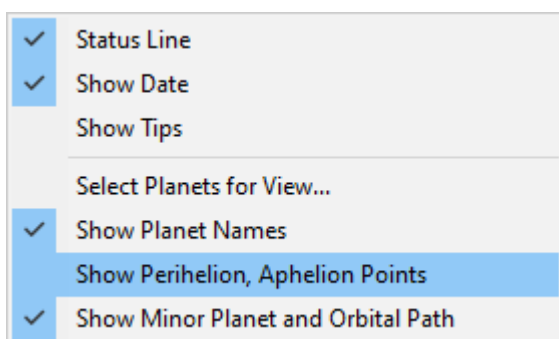 Status Line
Show Date
Show Tips
Select Planets for View...
Show Planet Names
Show Perihelion, Aphelion Points
Show Minor Planet and Orbital Path